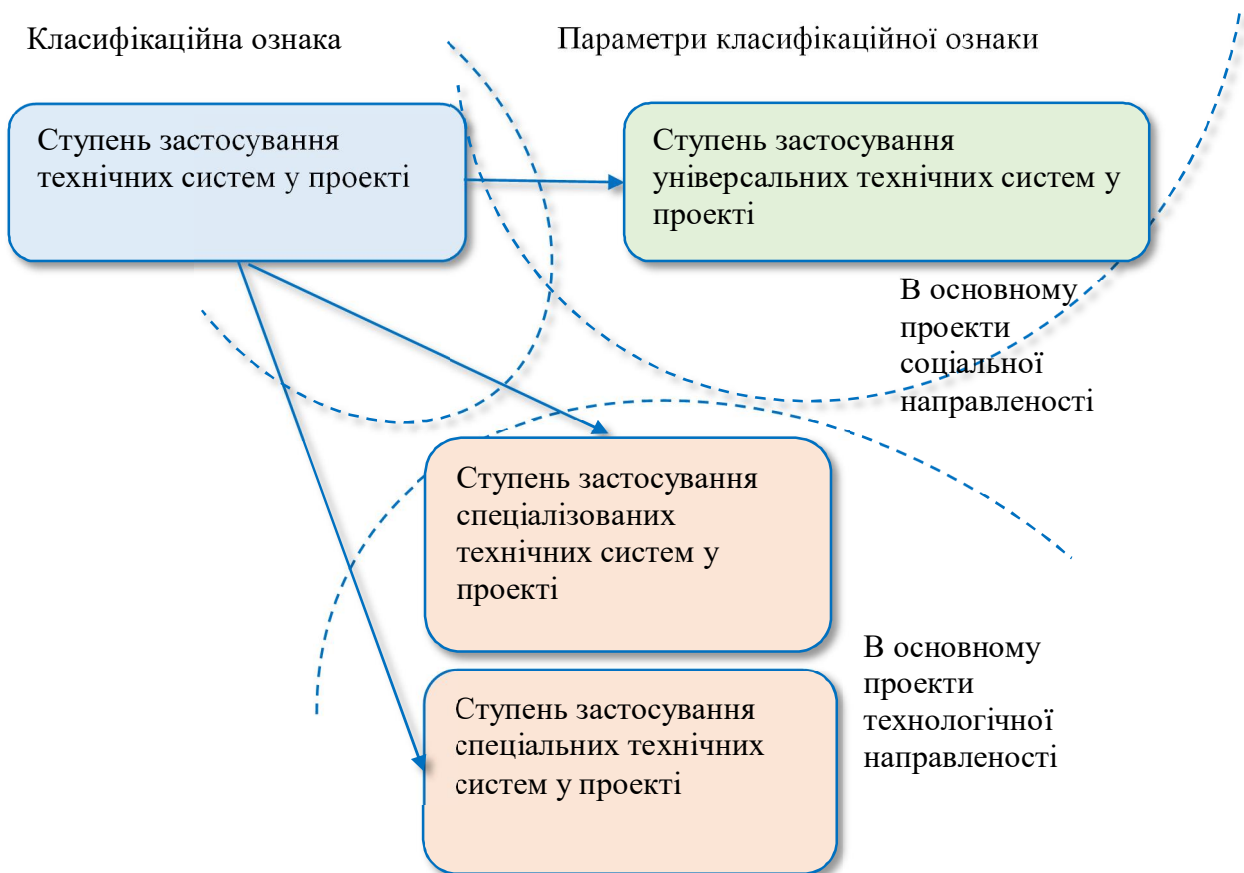 Класифікаційна ознака
Параметри класифікаційної ознаки
Ступень застосування
технічних систем у проекті
Ступень застосування
універсальних технічних систем у
проекті
В основному
проекти
соціальної
направленості
Ступень застосування
спеціалізованих
технічних систем у
проекті
В основному
проекти
технологічної
направленості
Ступень застосування
спеціальних технічних
систем у проекті